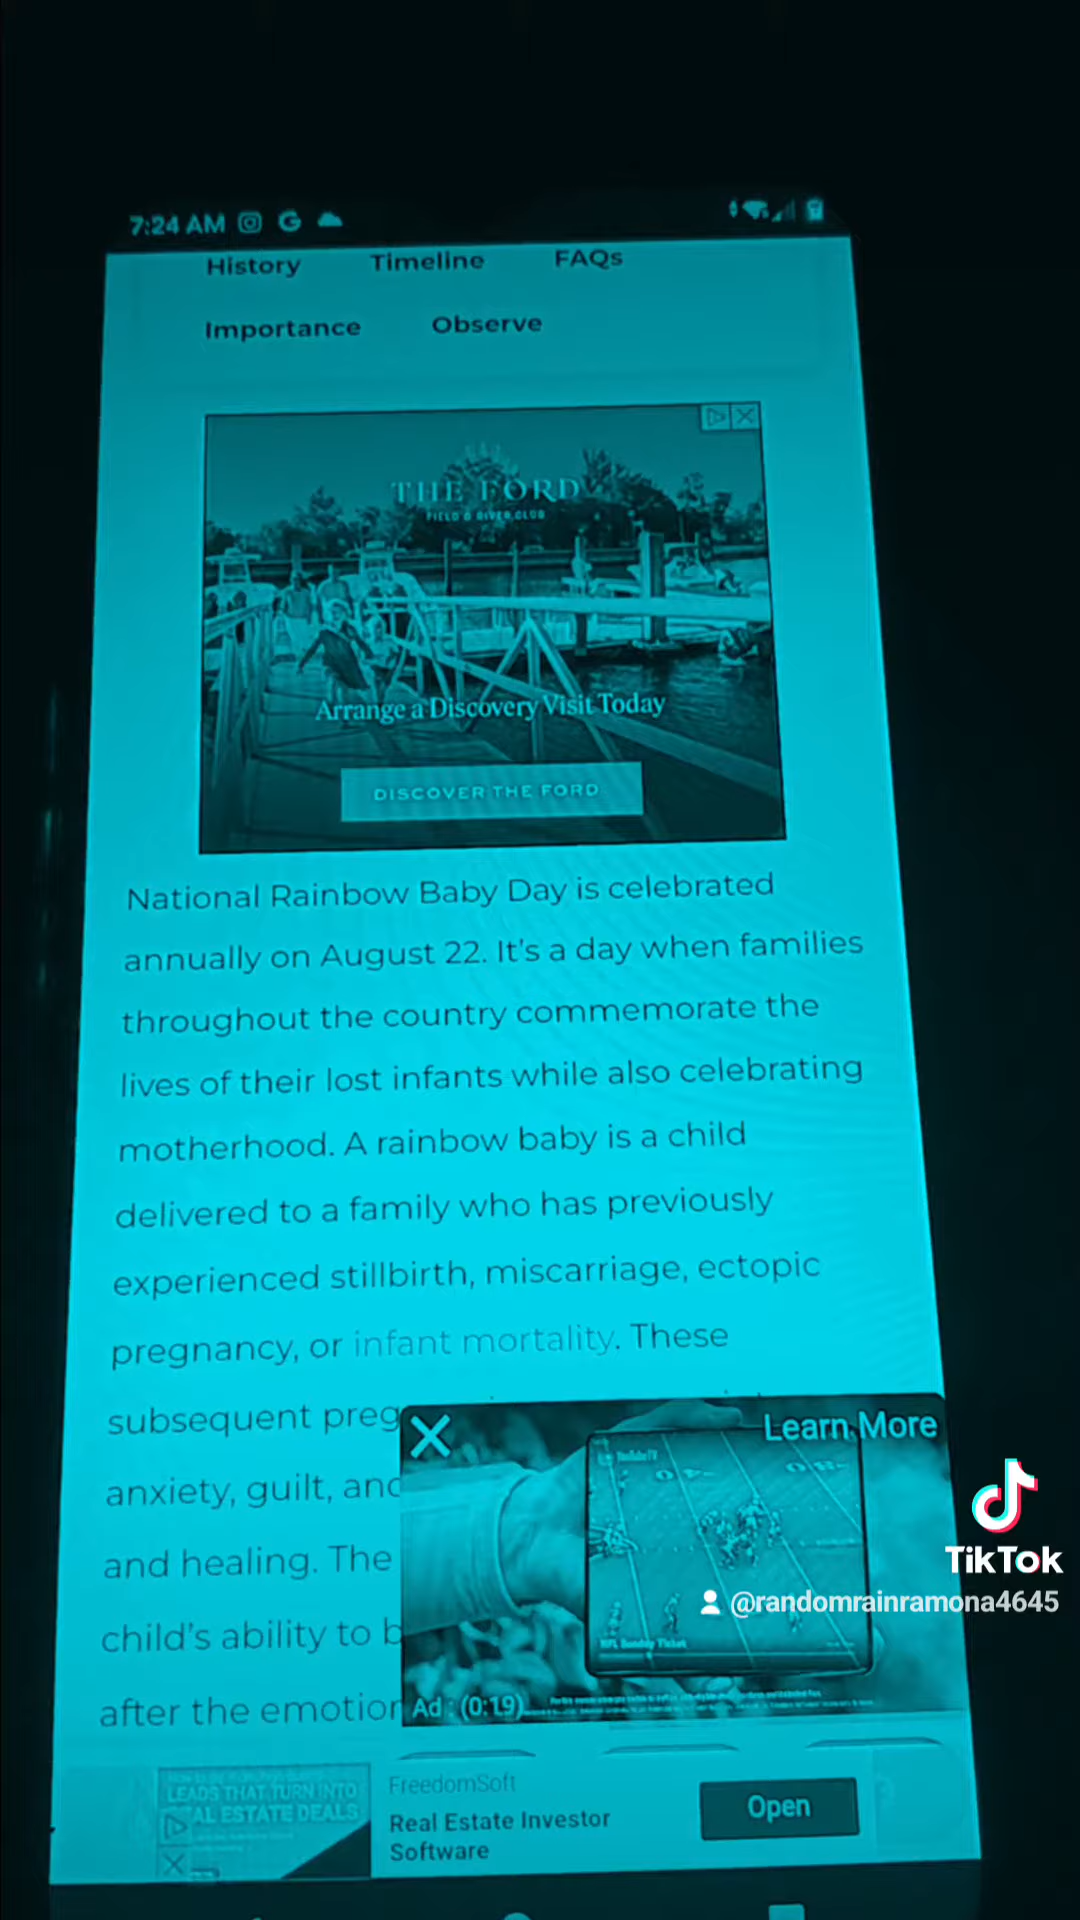 7:24 AM
History Timeline FAQs
Importance Observe
THE FORD
FIELD & RIVER CLUB
Arrange a Discovery Visit Today
DISCOVER THE FORD
National Rainbow Baby Day is celebrated
annually on August 22. It's a day when families
throughout the country commemorate the
lives of their lost infants while also celebrating
motherhood. A rainbow baby is a child
delivered to a family who has previously
experienced stillbirth, miscarriage, ectopic
pregnancy, or infant mortality. These
subsequent preg
anxiety, guilt, and
and healing. The
child's ability to b
after the emotion
Learn More
YouTubeTV
NFL Sunday Ticket
Ad : (0:19)
TikTok
@randomrainramona4645
LEADS THAT TURN INTO
AL ESTATE DEALS
FreedomSoft
Real Estate Investor
Software
Open